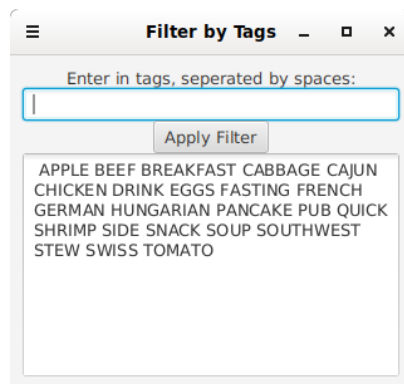 Filter by Tags
Enter in tags, seperated by spaces:
Apply Filter
APPLE BEEF BREAKFAST CABBAGE CAJUN
CHICKEN DRINK EGGS FASTING FRENCH
GERMAN HUNGARIAN PANCAKE PUB QUICK
SHRIMP SIDE SNACK SOUP SOUTHWEST
STEW SWISS TOMATO